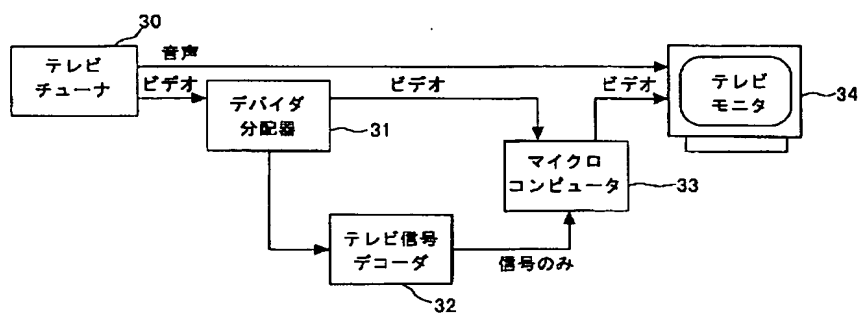 30
テレビ
チューナ
音声
ビデオ
デバイダ
分配器
31
ビデオ
ビデオ
テレビ
モニタ
34
マイクロ
コンピュータ
33
テレビ信号
デコーダ
32
信号のみ